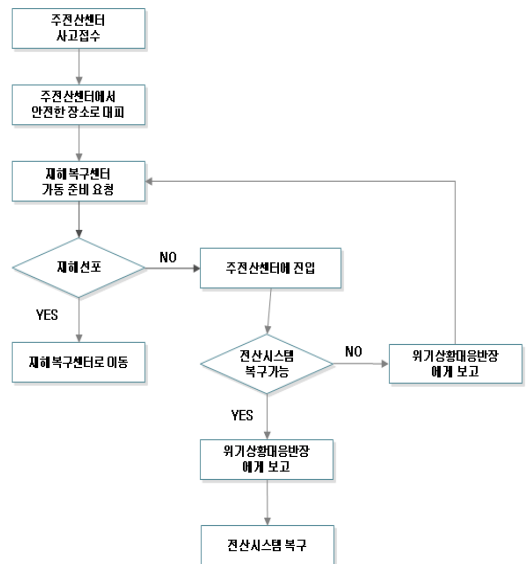 주전산센터
사고접수
주전산센터에서
안전한 장소로 대피
재해복구센터
가동 준비 요청
재해선포
NO
주전산센터에 진입
YES
재해복구센터로 이동
전산시스템
복구가능
NO
위기상황대응반장
에게 보고
YES
위기상황대응반장
에게 보고
전산시스템 복구